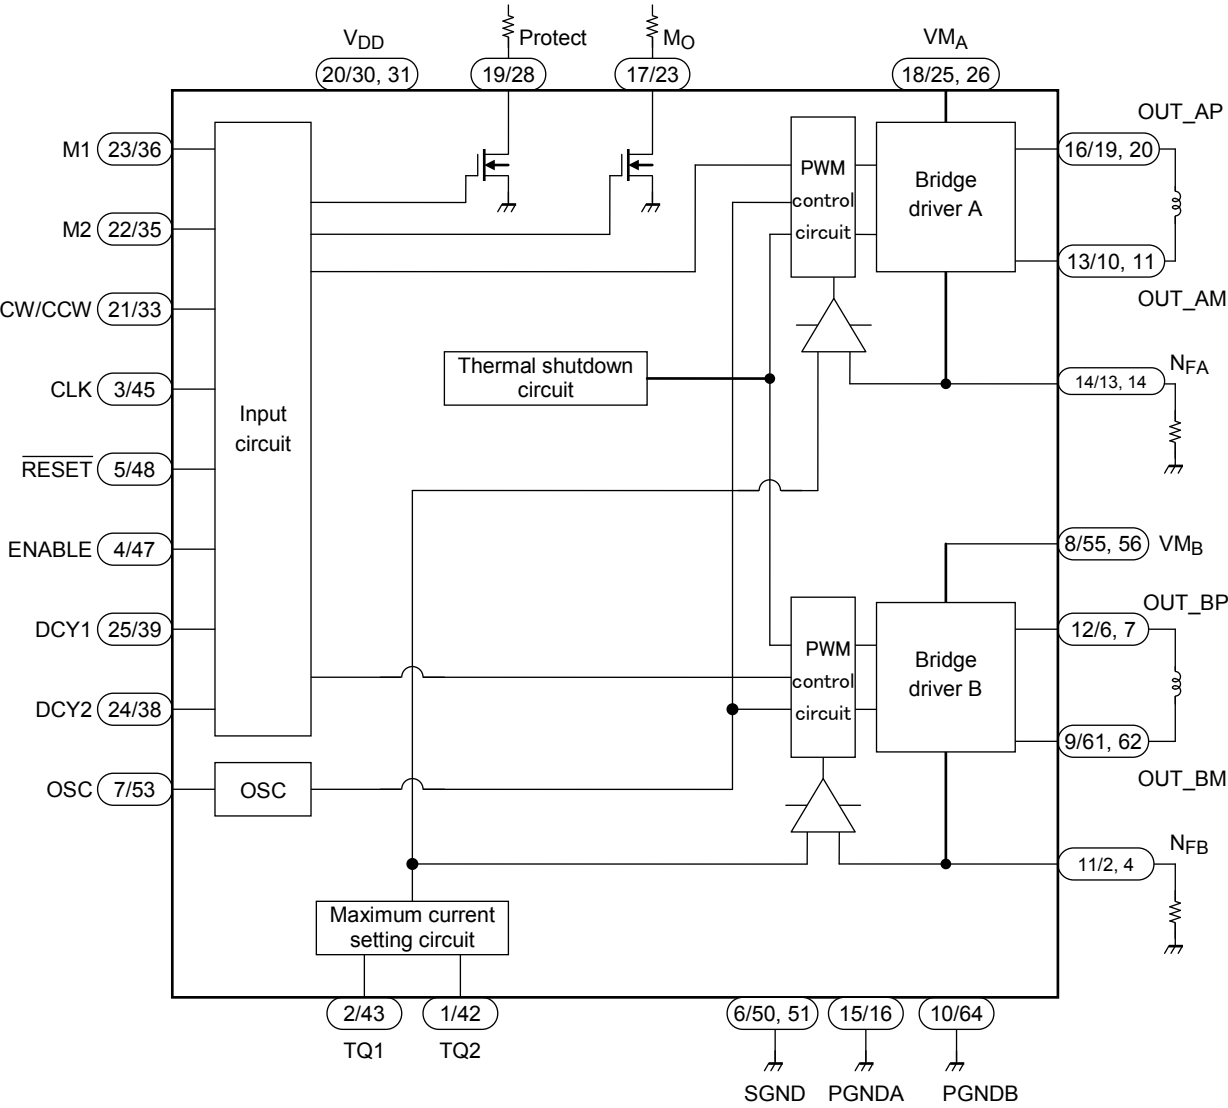 VDD
Protect
MO
VMA
20/30, 31
19/28
17/23
18/25, 26
OUT_AP
M1
23/36
16/19, 20
PWM
control
circuit
Bridge
driver A
M2
22/35
13/10, 11
OUT_AM
CW/CCW
21/33
Thermal shutdown
circuit
NFA
14/13, 14
CLK
3/45
Input
circuit
RESET
5/48
ENABLE
4/47
8/55, 56
VMB
OUT_BP
DCY1
25/39
12/6, 7
PWM
control
circuit
Bridge
driver B
DCY2
24/38
9/61, 62
OUT_BM
OSC
7/53
OSC
NFB
11/2, 4
Maximum current
setting circuit
2/43
1/42
6/50, 51
15/16
10/64
TQ1
TQ2
SGND
PGNDA
PGNDB